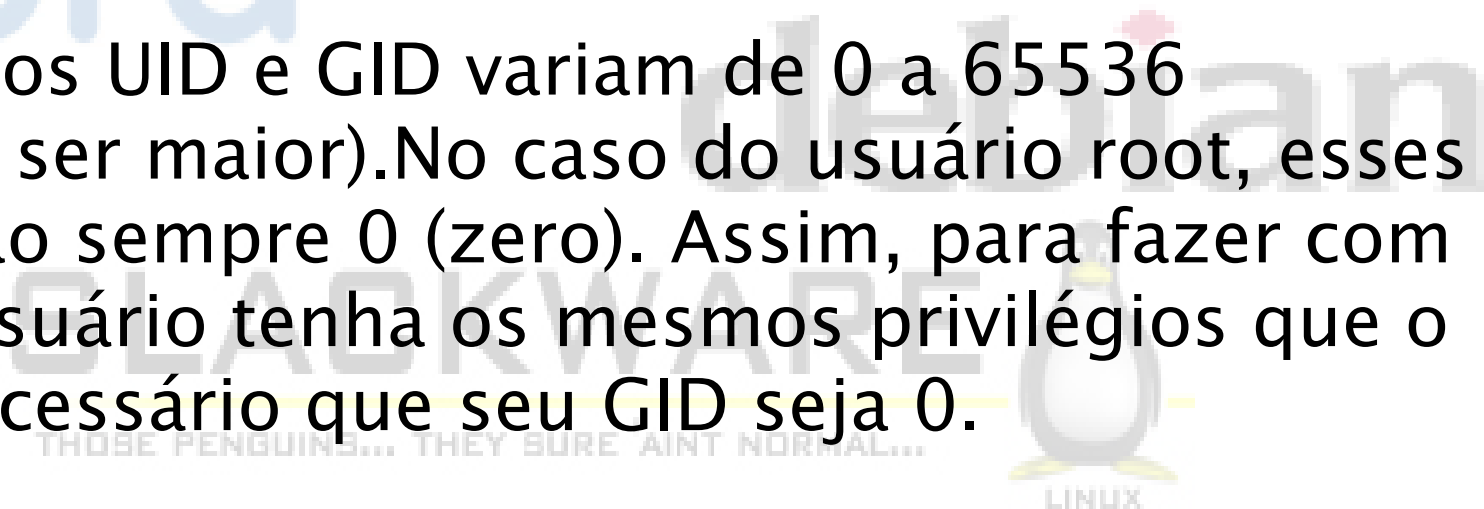 os UID e GID variam de 0 a 65536
debian
ser maior).No caso do usuário root, esses
o sempre 0 (zero). Assim, para fazer com
SLACKWARE
suário tenha os mesmos privilégios que o
cessário que seu GID seja 0.
THOSE PENGUINS... THEY SURE AINT NORMAL...
LINUX